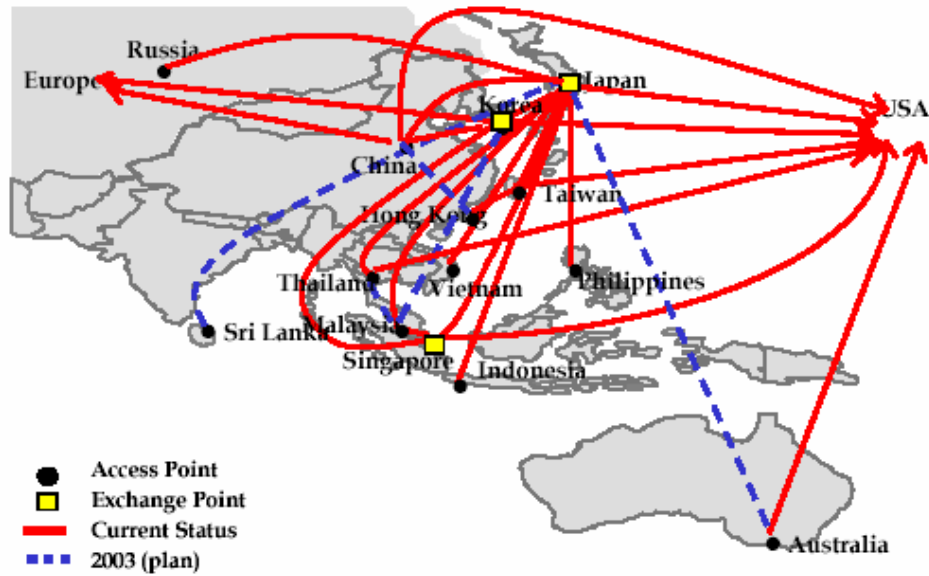 Russia
Europe
Japan
USA
Korea
China
Taiwan
Hong Kong
Thailand
Vietnam
Philippines
Sri Lanka
Malaysia
Singapore
Indonesia
Access Point
Exchange Point
Current Status
Australia
2003 (plan)